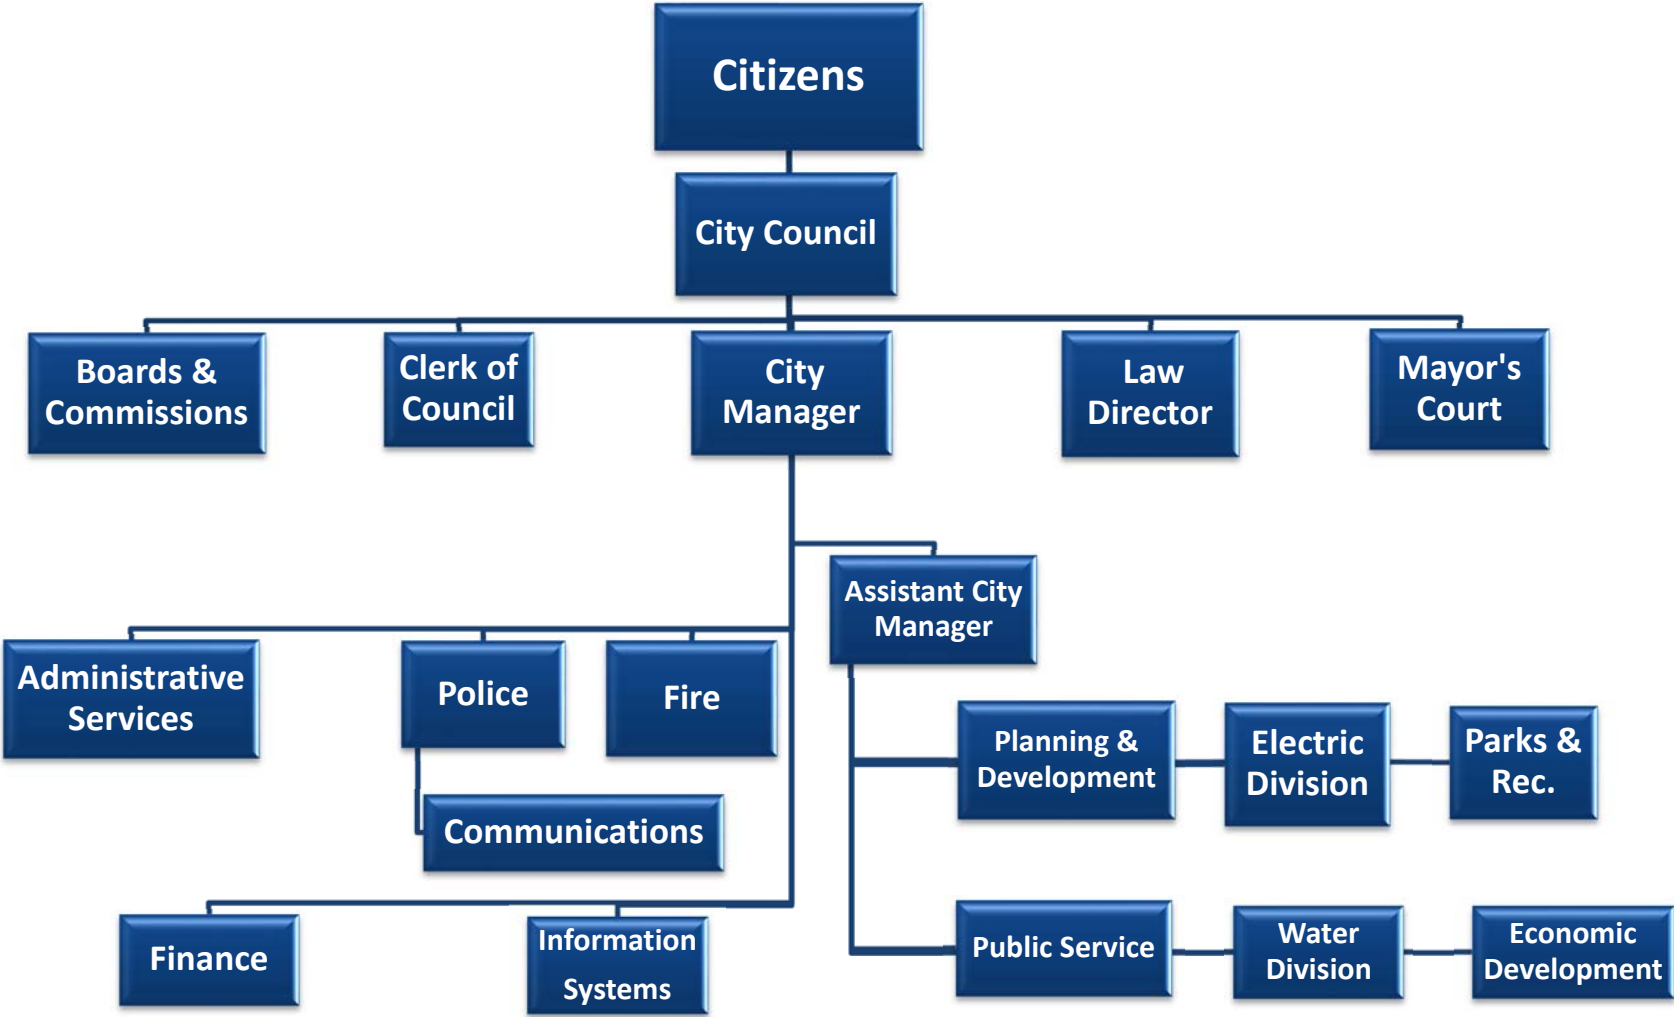 Citizens
City Council
Boards &
Commissions
Clerk of
Council
City
Manager
Law
Director
Mayor's
Court
Assistant City
Manager
Administrative
Services
Police
Fire
Planning &
Development
Electric
Division
Parks &
Rec.
Communications
Finance
Information
Systems
Public Service
Water
Division
Economic
Development